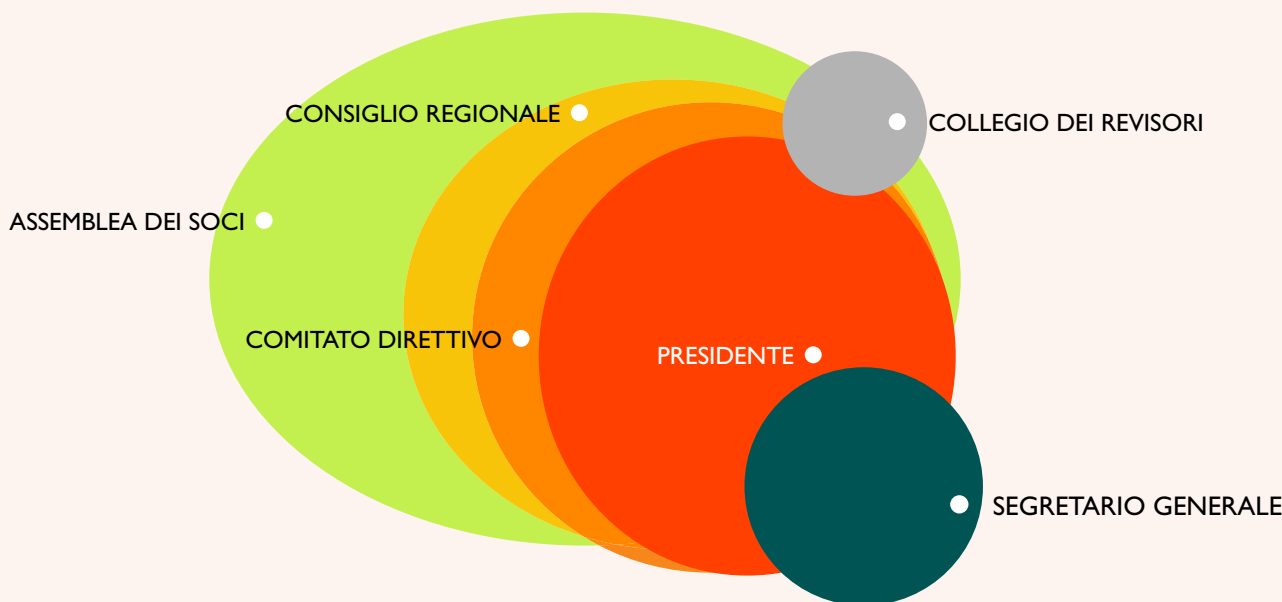 CONSIGLIO REGIONALE
COLLEGIO DEI REVISORI
ASSEMBLEA DEI SOCI
COMITATO DIRETTIVO
PRESIDENTE
SEGRETARIO GENERALE